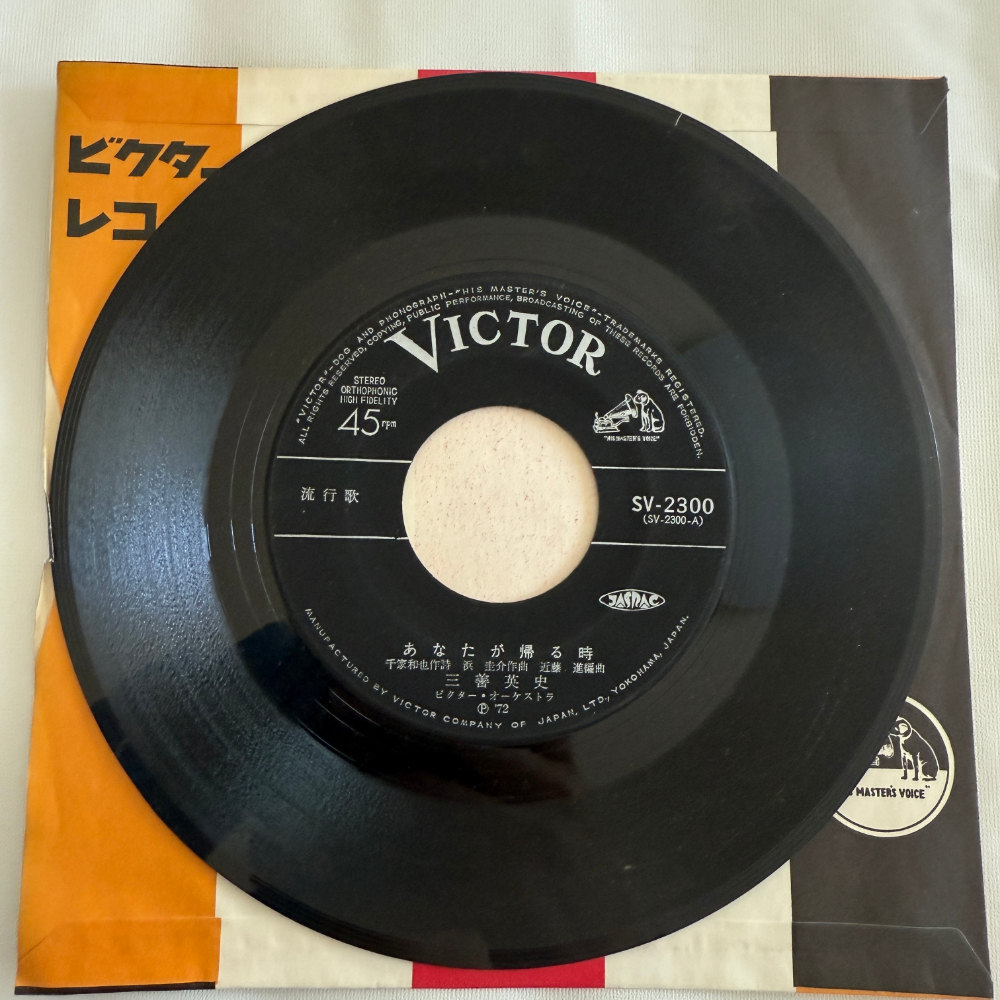 ビクター
レコ
"VICTOR"-DOG AND PHONOGRAPH-"HIS MASTER'S VOICE"-TRADEMARKS REGISTERED.
ALL RIGHTS RESERVED, COPYING, PUBLIC PERFORMANCE, BROADCASTING OF THESE RECORDS ARE FORBIDDEN.
VICTOR
STEREO
ORTHOPHONIC
HIGH FIDELITY
45rpm
"HIS MASTER'S VOICE"
流行歌
SV-2300
(SV-2300-A)
JASRAC
あなたが帰る時
千家和也作詩 浜 圭介作曲 近藤 進編曲
三善英史
ビクター・オーケストラ
Ⓟ '72
MANUFACTURED BY VICTOR COMPANY OF JAPAN, LTD., YOKOHAMA, JAPAN.
MASTER'S VOICE"